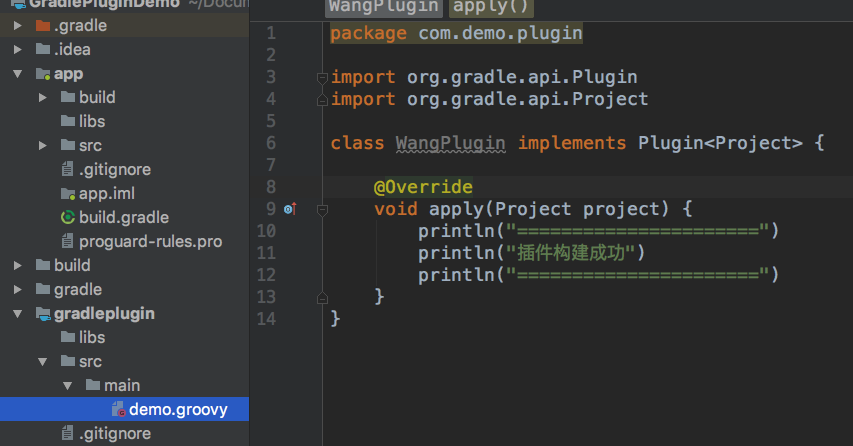 GradlePluginDemo ~/Docum
.gradle
.idea
app
build
libs
src
.gitignore
app.iml
build.gradle
proguard-rules.pro
build
gradle
gradleplugin
libs
src
main
demo.groovy
.gitignore
WangPlugin apply()
1 package com.demo.plugin
2
3 import org.gradle.api.Plugin
4 import org.gradle.api.Project
5
6 class WangPlugin implements Plugin<Project> {
7
8 @Override
9 void apply(Project project) {
10 println("======================")
11 println("插件构建成功")
12 println("======================")
13 }
14 }